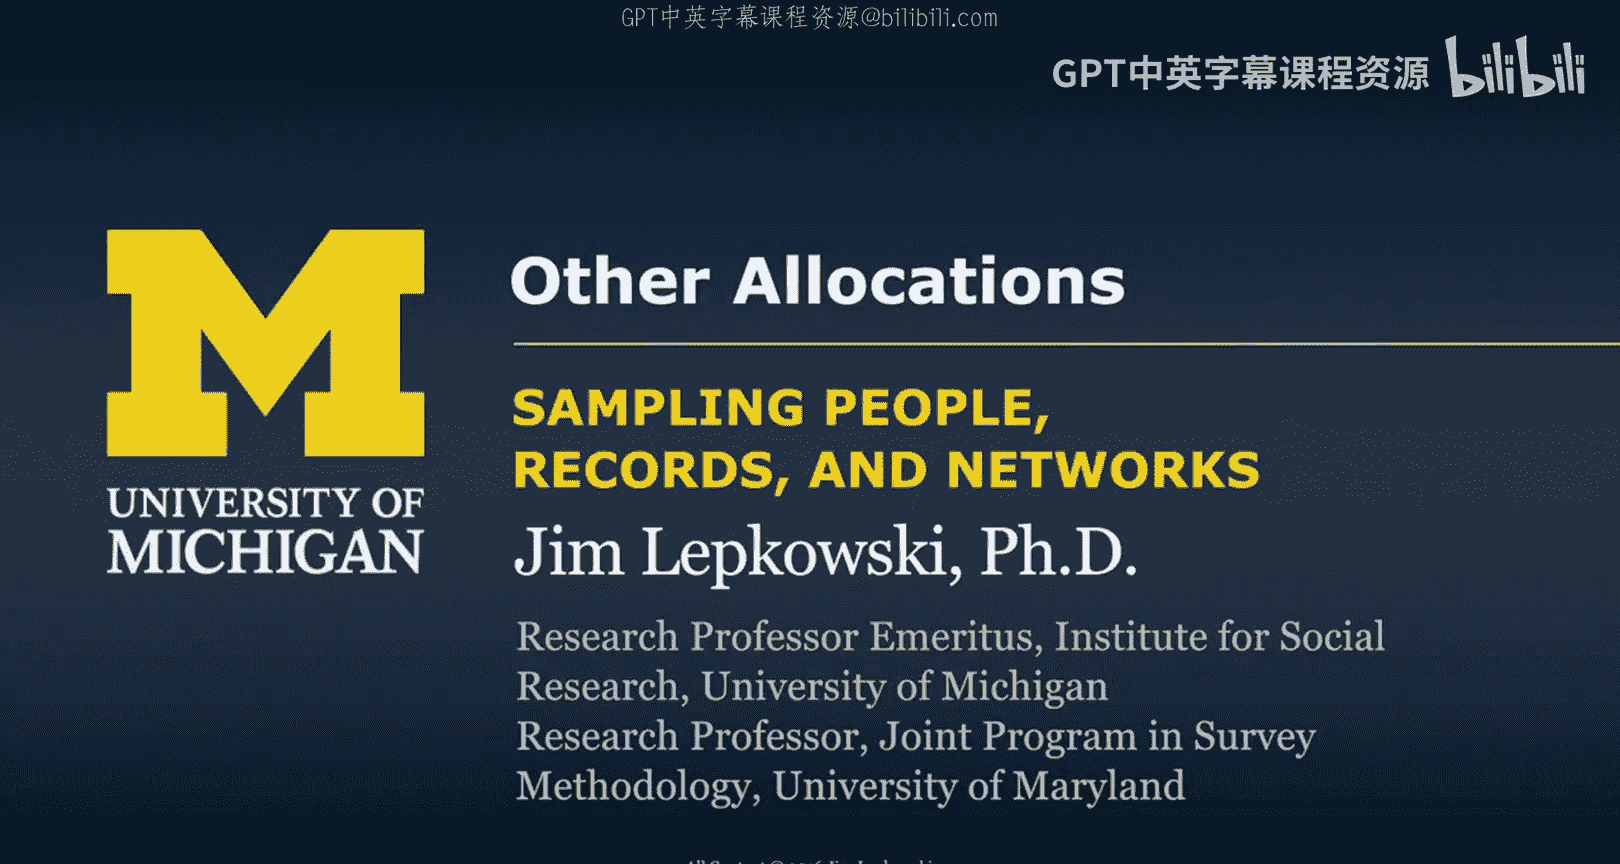 GPT中英字幕课程资源@bilibili.com
GPT中英字幕课程资源 bilibili
Other Allocations
SAMPLING PEOPLE,
RECORDS, AND NETWORKS
UNIVERSITY OF
MICHIGAN
Jim Lepkowski, Ph.D.
Research Professor Emeritus, Institute for Social
Research, University of Michigan
Research Professor, Joint Program in Survey
Methodology, University of Maryland